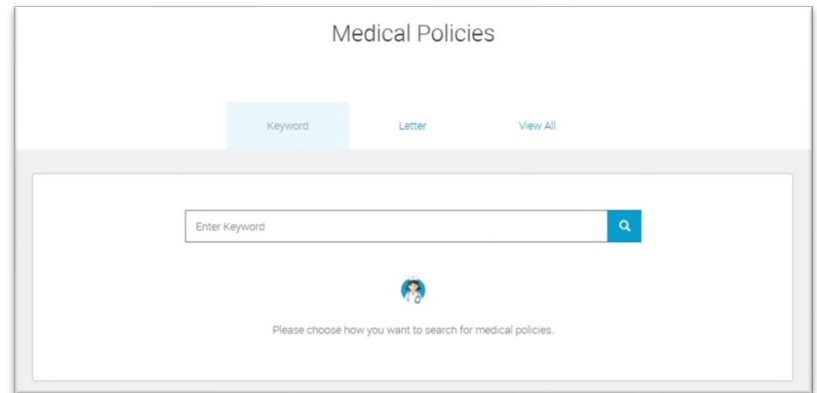 Medical Policies
Keyword
Letter
View All
Enter Keyword
Please choose how you want to search for medical policies.